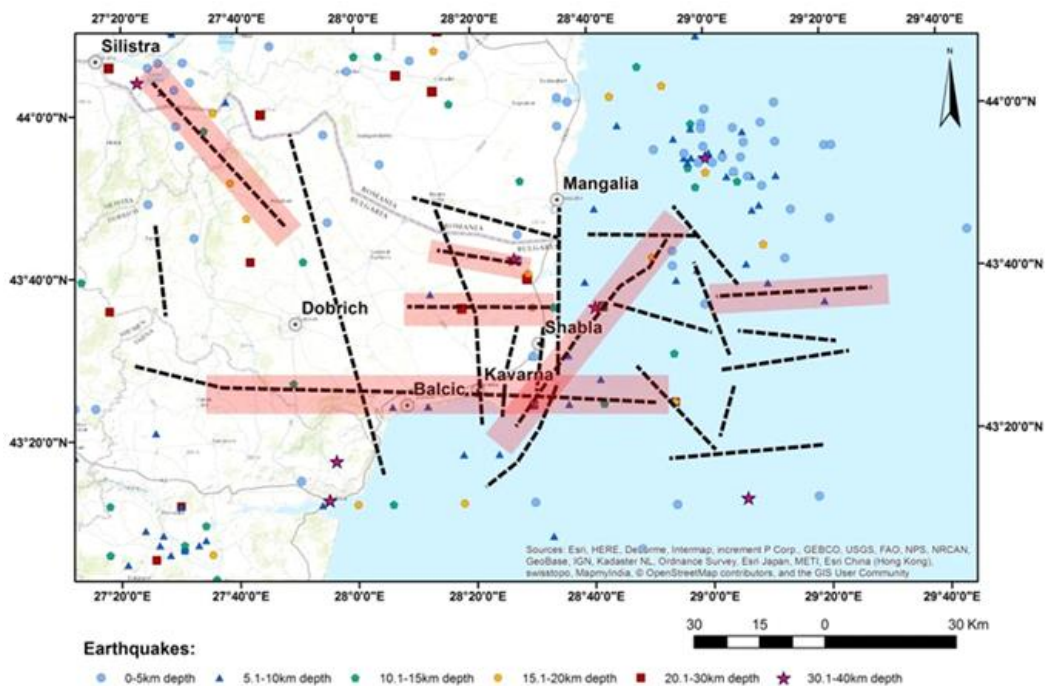 27°20'0"E 27°40'0"E 28°0'0"E 28°20'0"E 28°40'0"E 29°0'0"E 29°20'0"E 29°40'0"E
Silistra
N
44°0'0"N 44°0'0"N
Mangalia
ROMANIA
BULGARIA
ROMANIA
BULGARIA
43°40'0"N 43°40'0"N
Dobrich
Shabla
Kavarna
Balcic
43°20'0"N 43°20'0"N
Sources: Esri, HERE, DeLorme, Intermap, increment P Corp., GEBCO, USGS, FAO, NPS, NRCAN,
GeoBase, IGN, Kadaster NL, Ordnance Survey, Esri Japan, METI, Esri China (Hong Kong),
swisstopo, MapmyIndia, © OpenStreetMap contributors, and the GIS User Community
27°20'0"E 27°40'0"E 28°0'0"E 28°20'0"E 28°40'0"E 29°0'0"E 29°20'0"E
30 15 0 30 Km
Earthquakes:
0-5km depth 5.1-10km depth 10.1-15km depth 15.1-20km depth 20.1-30km depth 30.1-40km depth